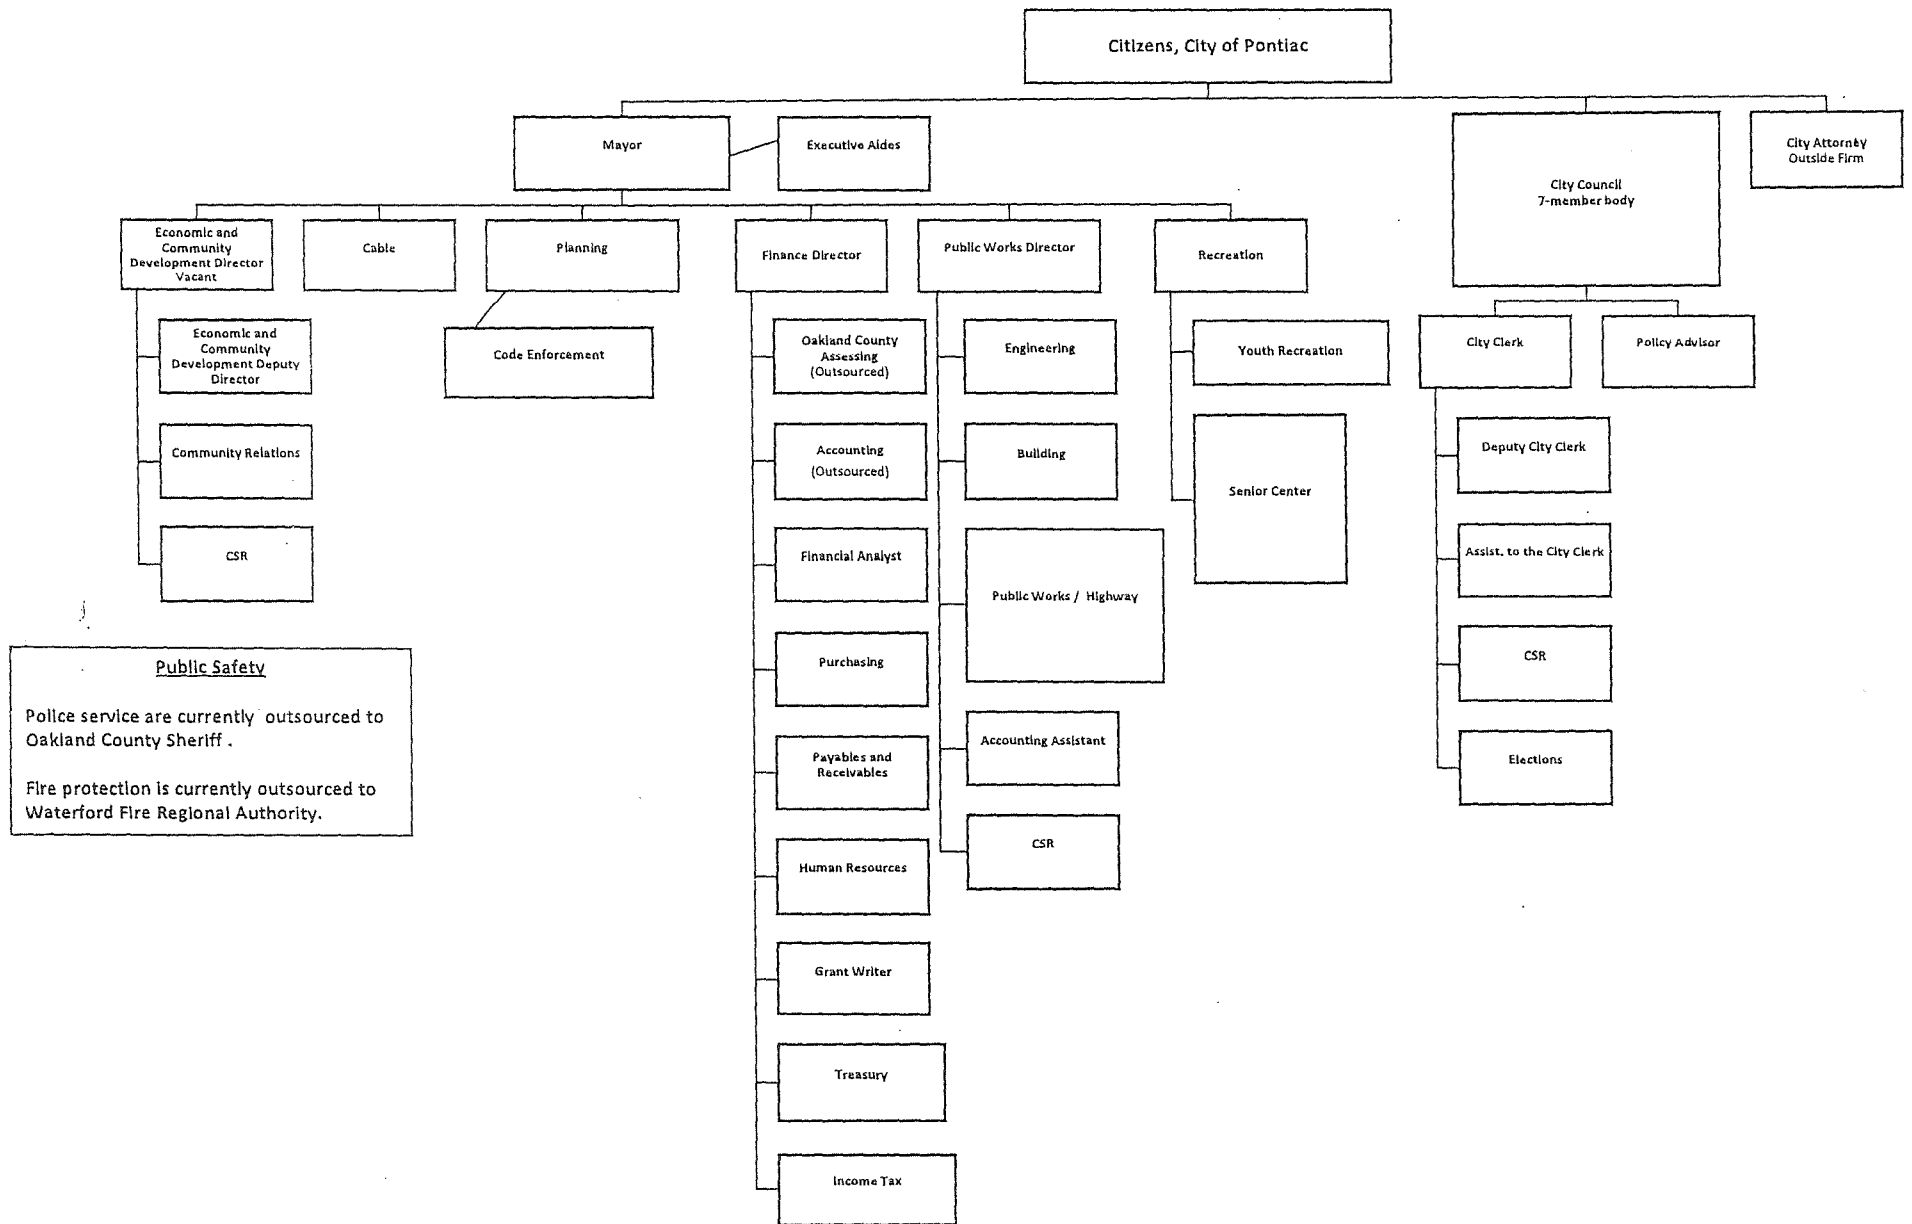 Citizens, City of Pontiac
Mayor
Executive Aides
City Council
7-member body
City Attorney
Outside Firm
Economic and
Community
Development Director
Vacant
Cable
Planning
Finance Director
Public Works Director
Recreation
Economic and
Community
Development Deputy
Director
Community Relations
CSR
Code Enforcement
Oakland County
Assessing
(Outsourced)
Accounting
(Outsourced)
Financial Analyst
Purchasing
Payables and
Receivables
Human Resources
Grant Writer
Treasury
Income Tax
Engineering
Building
Public Works / Highway
Accounting Assistant
CSR
Youth Recreation
Senior Center
City Clerk
Policy Advisor
Deputy City Clerk
Assist. to the City Clerk
CSR
Elections
Public Safety
Police service are currently outsourced to
Oakland County Sheriff .
Fire protection is currently outsourced to
Waterford Fire Regional Authority.